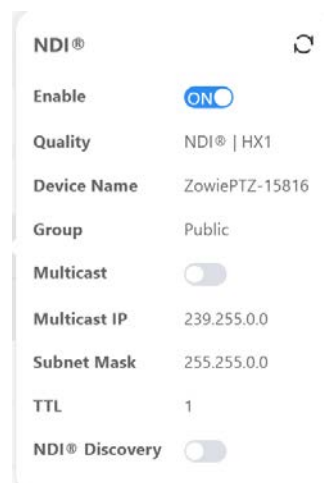 NDI®
Enable ON
Quality NDI® | HX1
Device Name ZowiePTZ-15816
Group Public
Multicast
Multicast IP 239.255.0.0
Subnet Mask 255.255.0.0
TTL 1
NDI® Discovery